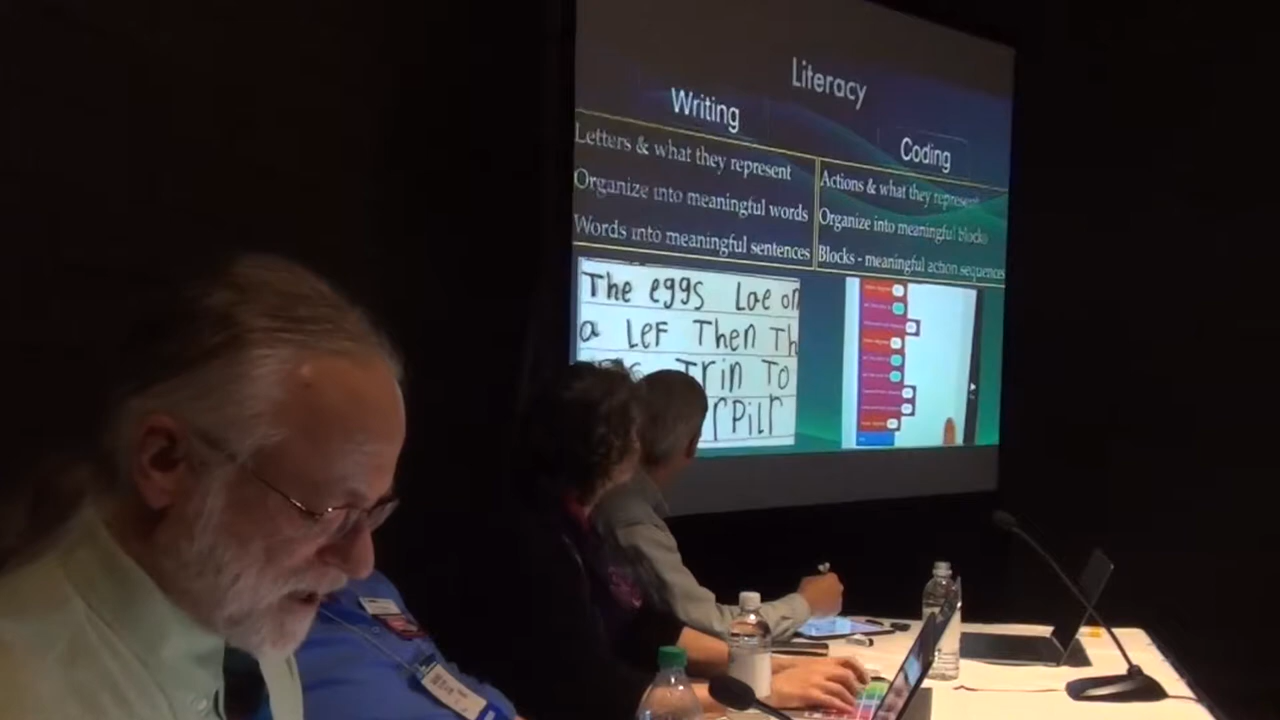 Literacy
Writing
Coding
Letters & what they represent
Organize into meaningful words
Words into meaningful sentences
Actions & what they represent
Organize into meaningful blocks
Blocks - meaningful action sequences
The eggs Lae on
a LeF Then Th
Trin To
rPilr